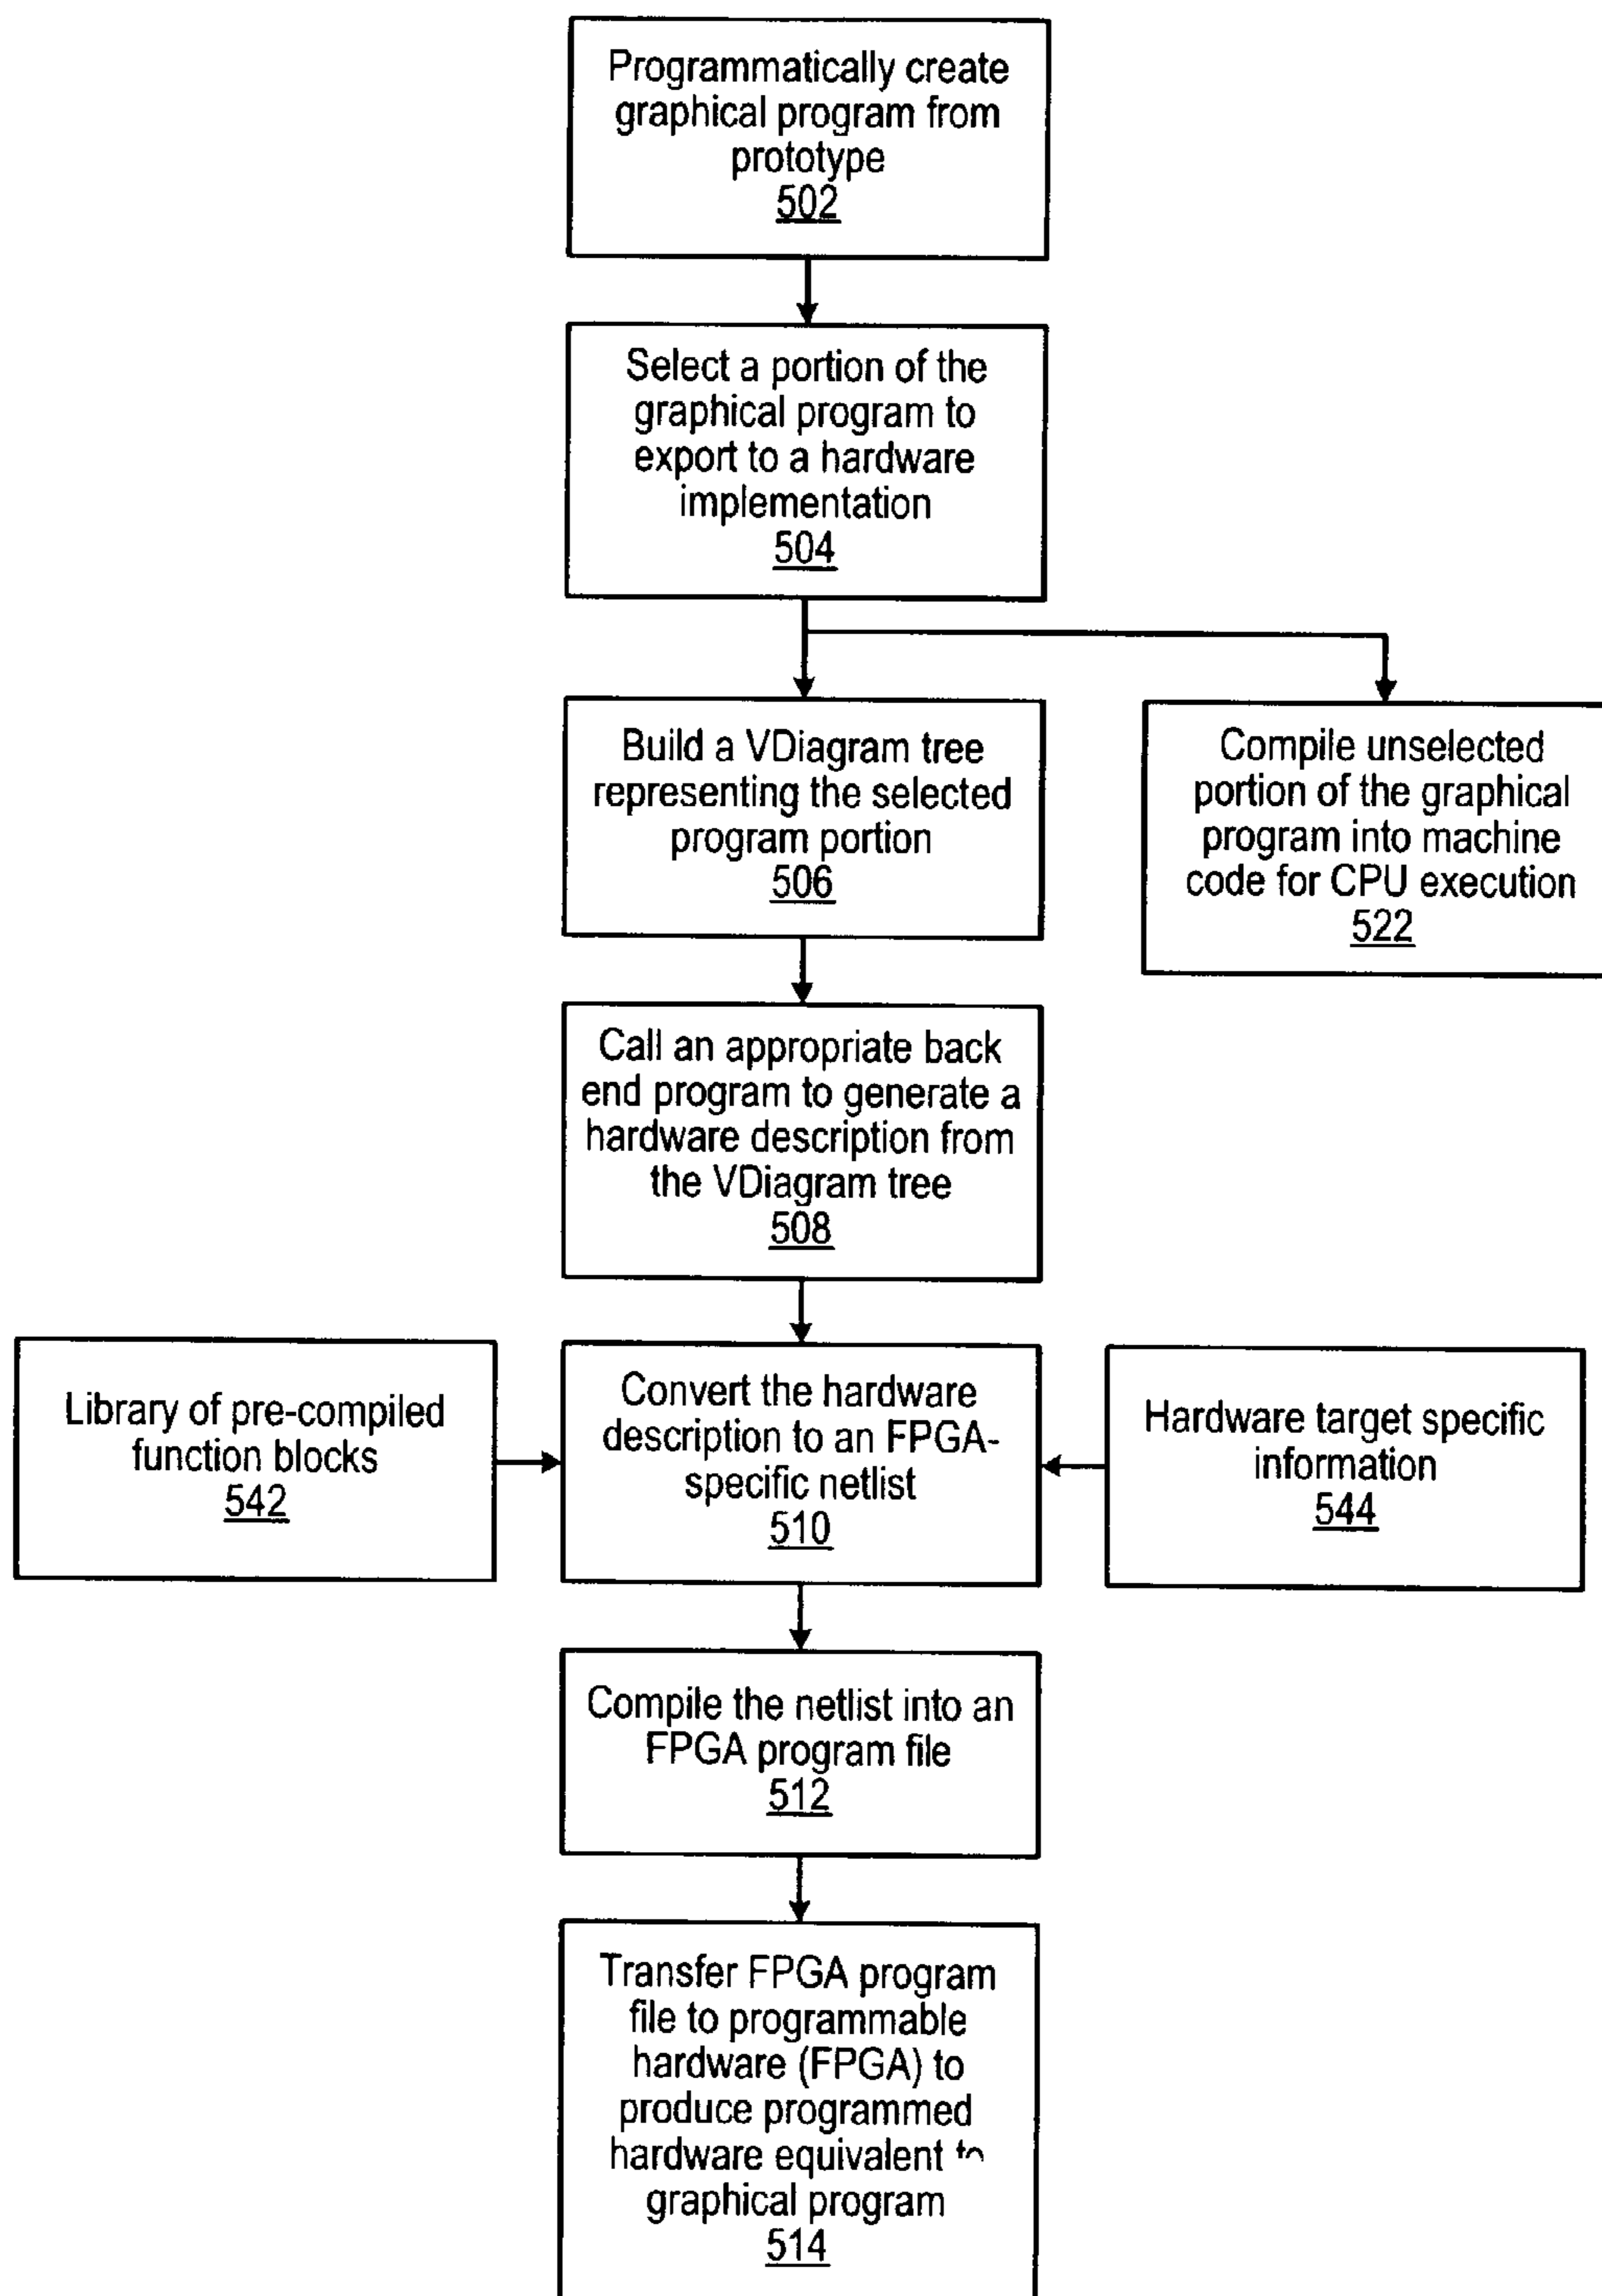 Programmatically create
graphical program from
prototype
502
Select a portion of the
graphical program to
export to a hardware
implementation
504
Build a VDiagram tree
representing the selected
program portion
506
Compile unselected
portion of the graphical
program into machine
code for CPU execution
522
Call an appropriate back
end program to generate a
hardware description from
the VDiagram tree
508
Library of pre-compiled
function blocks
542
Convert the hardware
description to an FPGA-
specific netlist
510
Hardware target specific
information
544
Compile the netlist into an
FPGA program file
512
Transfer FPGA program
file to programmable
hardware (FPGA) to
produce programmed
hardware equivalent to
graphical program
514